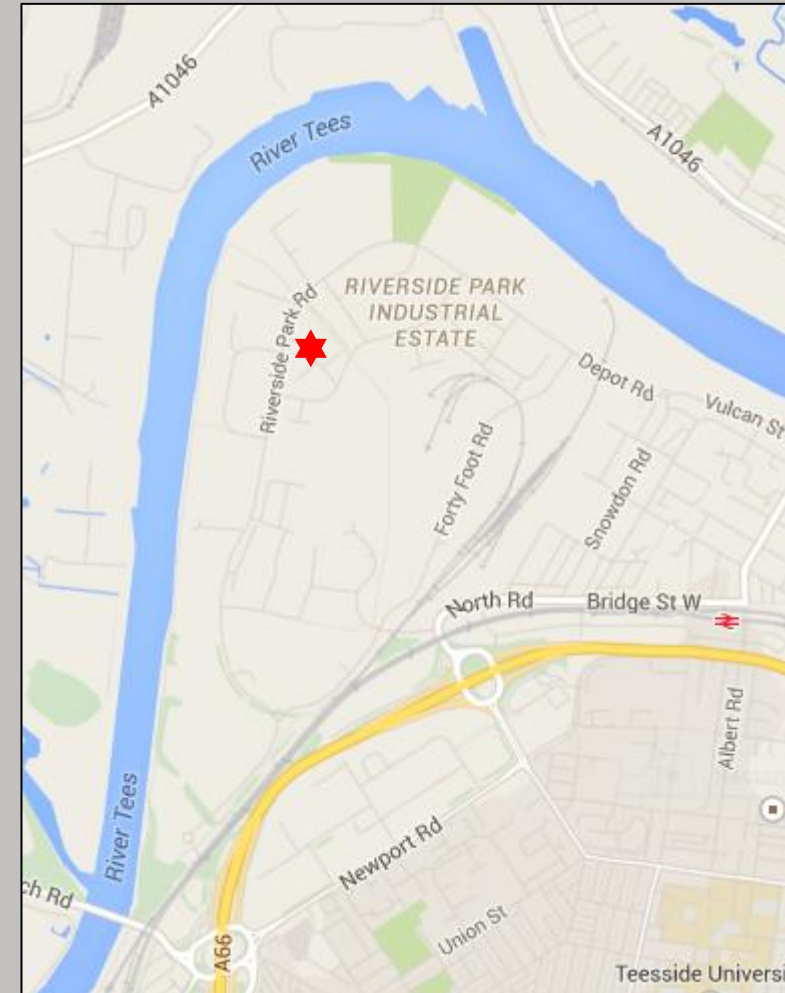 A1046
River Tees
A1046
RIVERSIDE PARK
INDUSTRIAL
ESTATE
Riverside Park Rd
Depot Rd
Vulcan St
Forty Foot Rd
Snowdon Rd
North Rd
Bridge St W
Albert Rd
River Tees
Newport Rd
ch Rd
Union St
A66
Teesside Universi